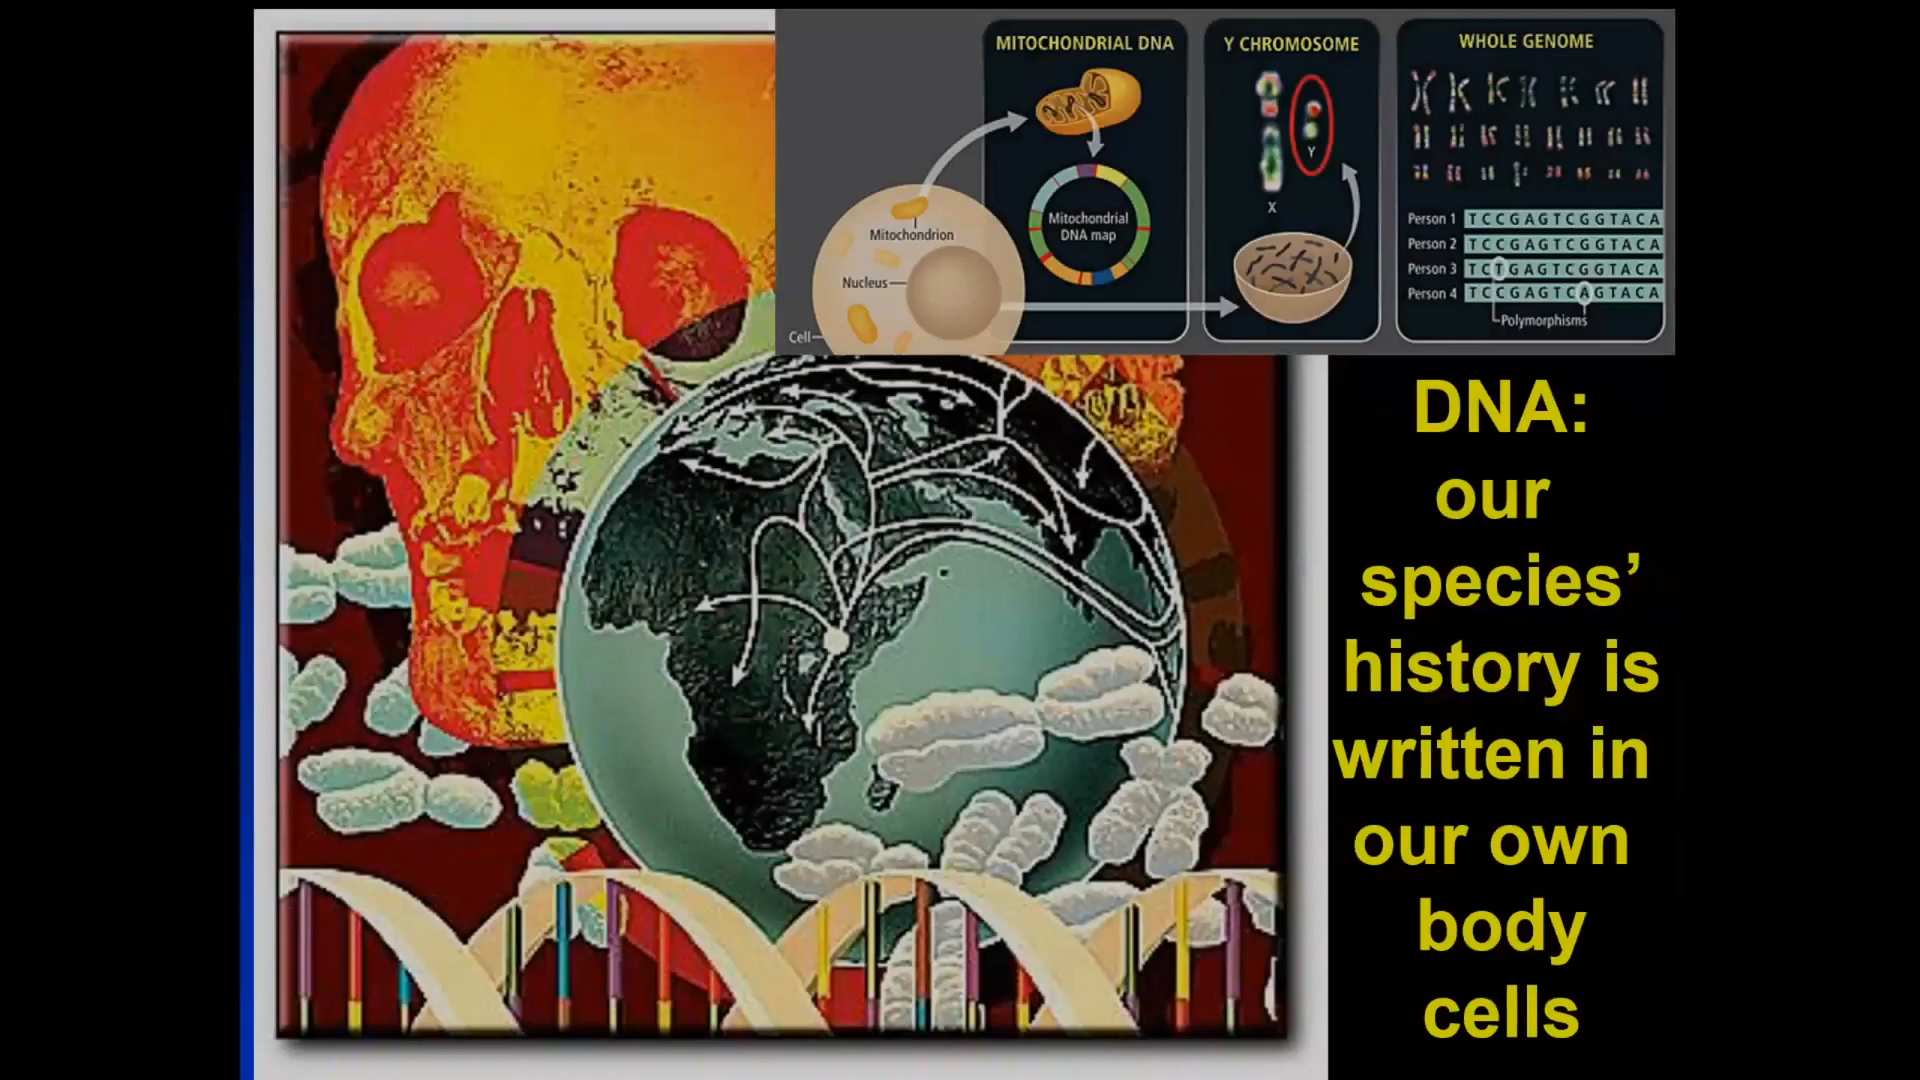 MITOCHONDRIAL DNA
Y CHROMOSOME
WHOLE GENOME
Y
X
Mitochondrion
Mitochondrial
DNA map
Nucleus
Cell
Person 1 TCCGAGTCGGTACA
Person 2 TCCGAGTCGGTACA
Person 3 TCTGAGTCGGTACA
Person 4 TCCGAGTCAGTACA
Polymorphisms
DNA:
our
species’
history is
written in
our own
body
cells